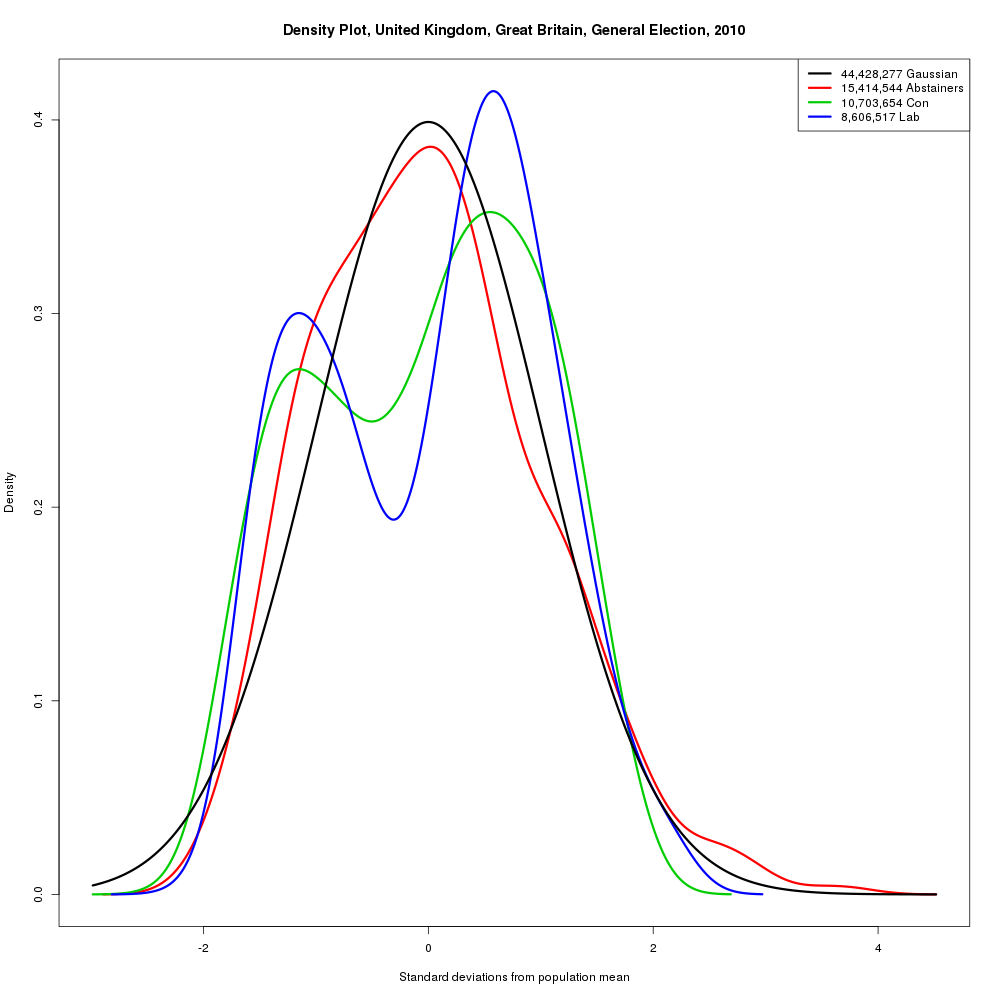 Density Plot, United Kingdom, Great Britain, General Election, 2010
44,428,277 Gaussian
15,414,544 Abstainers
10,703,654 Con
8,606,517 Lab
Density
0.4
0.3
0.2
0.1
0.0
-2 0 2 4
Standard deviations from population mean